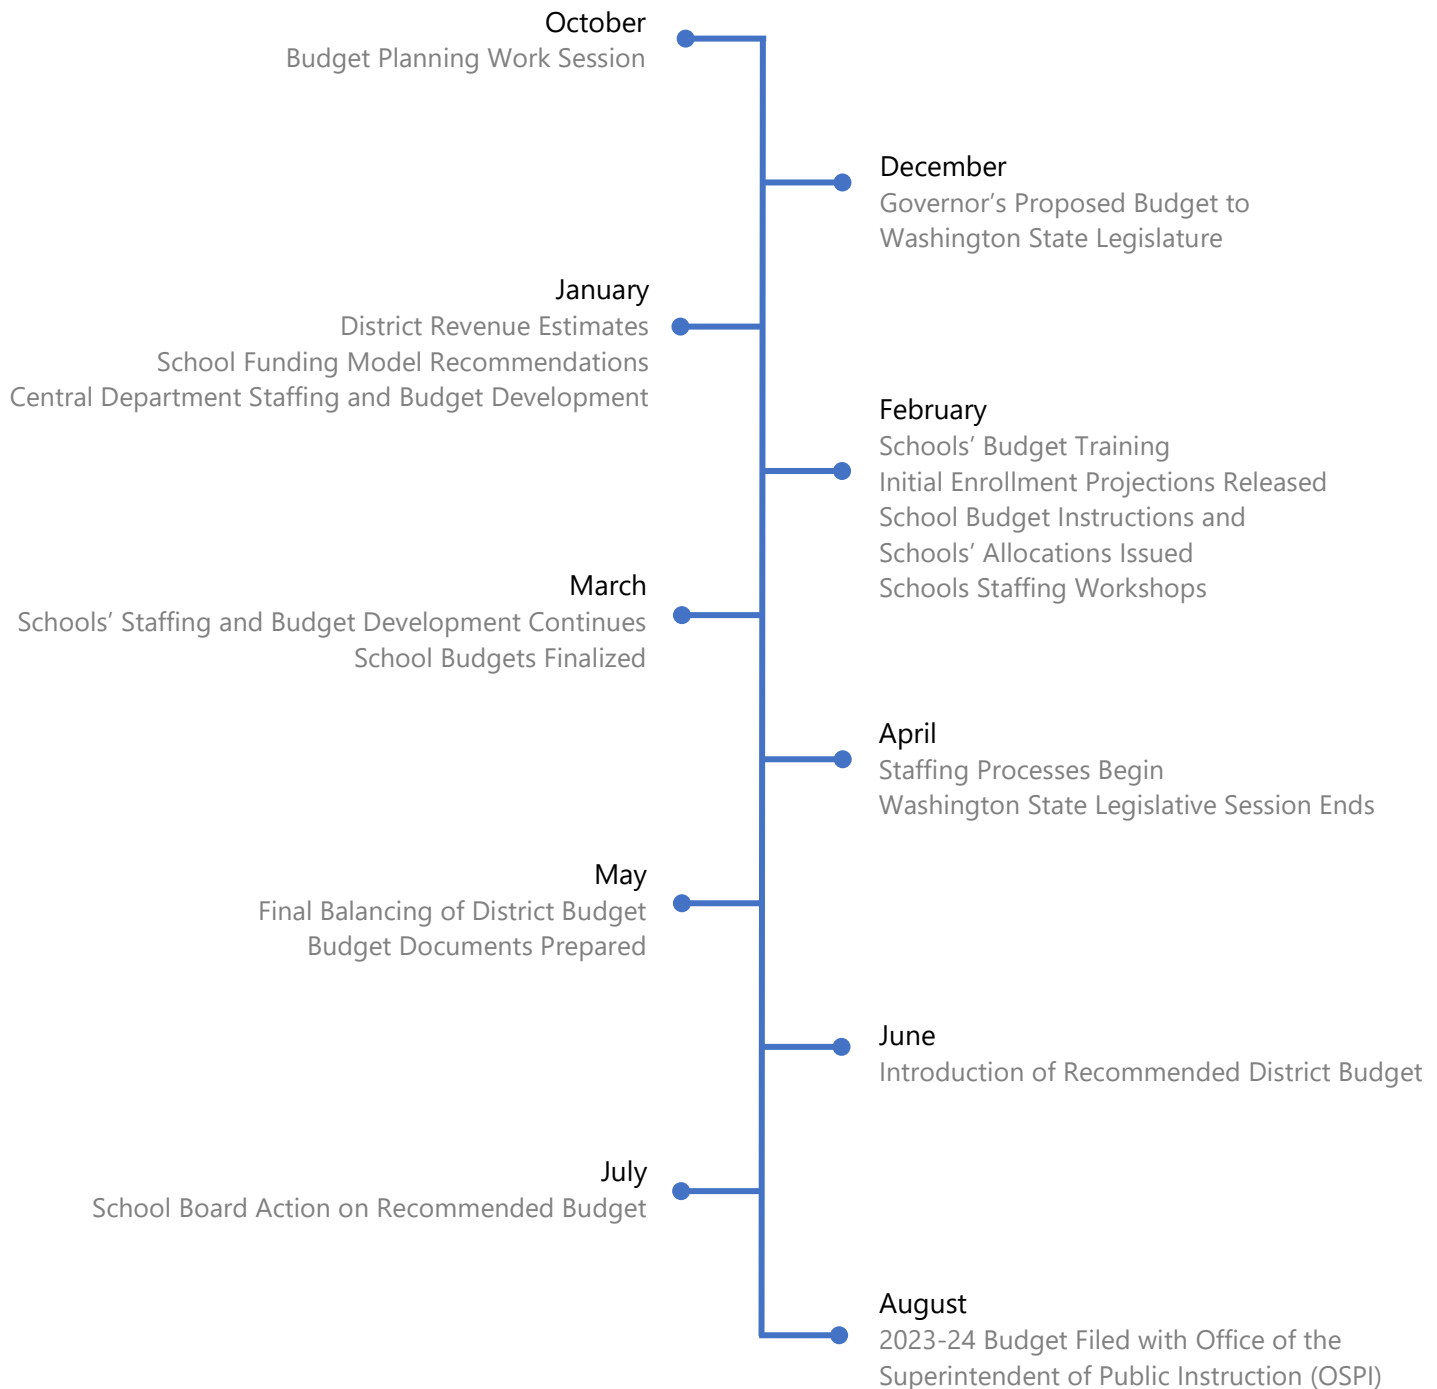 October
Budget Planning Work Session
December
Governor’s Proposed Budget to
Washington State Legislature
January
District Revenue Estimates
School Funding Model Recommendations
Central Department Staffing and Budget Development
February
Schools’ Budget Training
Initial Enrollment Projections Released
School Budget Instructions and
Schools’ Allocations Issued
Schools Staffing Workshops
March
Schools’ Staffing and Budget Development Continues
School Budgets Finalized
April
Staffing Processes Begin
Washington State Legislative Session Ends
May
Final Balancing of District Budget
Budget Documents Prepared
June
Introduction of Recommended District Budget
July
School Board Action on Recommended Budget
August
2023-24 Budget Filed with Office of the
Superintendent of Public Instruction (OSPI)